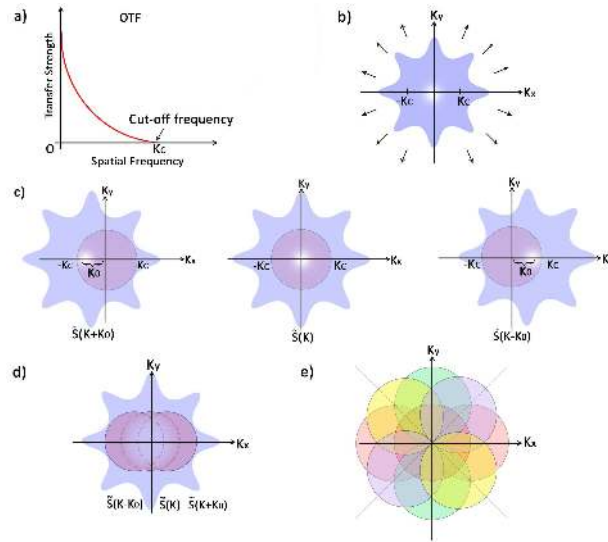 a)
OTF
Transfer Strength
Cut-off frequency
O
Kc
Spatial Frequency
b)
Ky
Kx
-Kc
Kc
c)
Ky
Kx
-Kc
Kc
K0
S̃(K+K0)
Ky
Kx
-Kc
Kc
S̃(K)
Ky
K
-Kc
Kc
K0
S̃(K-K0)
d)
Ky
Kx
S̃(K-K0)
S̃(K)
S̃(K+K0)
e)
Ky
Kx